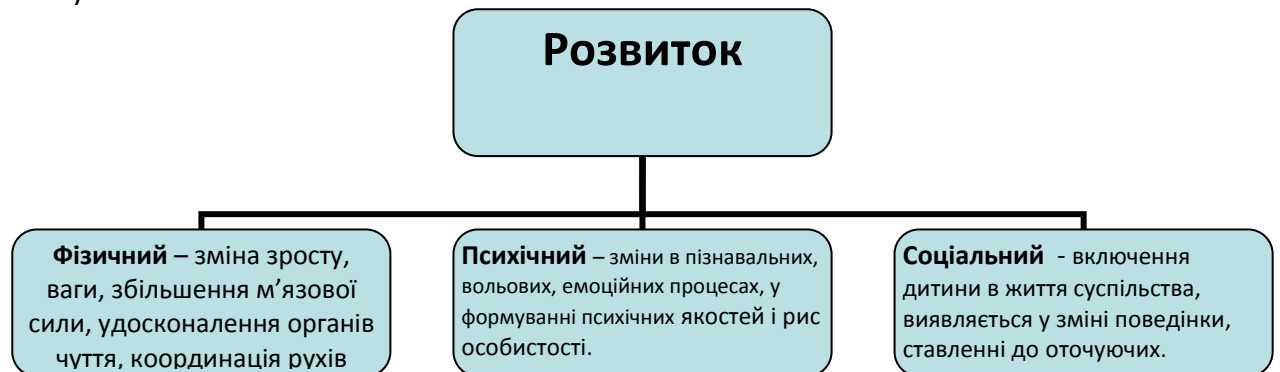 Розвиток
Фізичний – зміна зросту,
ваги, збільшення м’язової
сили, удосконалення органів
чуття, координація рухів
Психічний – зміни в пізнавальних,
вольових, емоційних процесах, у
формуванні психічних якостей і рис
особистості.
Соціальний - включення
дитини в життя суспільства,
виявляється у зміні поведінки,
ставленні до оточуючих.